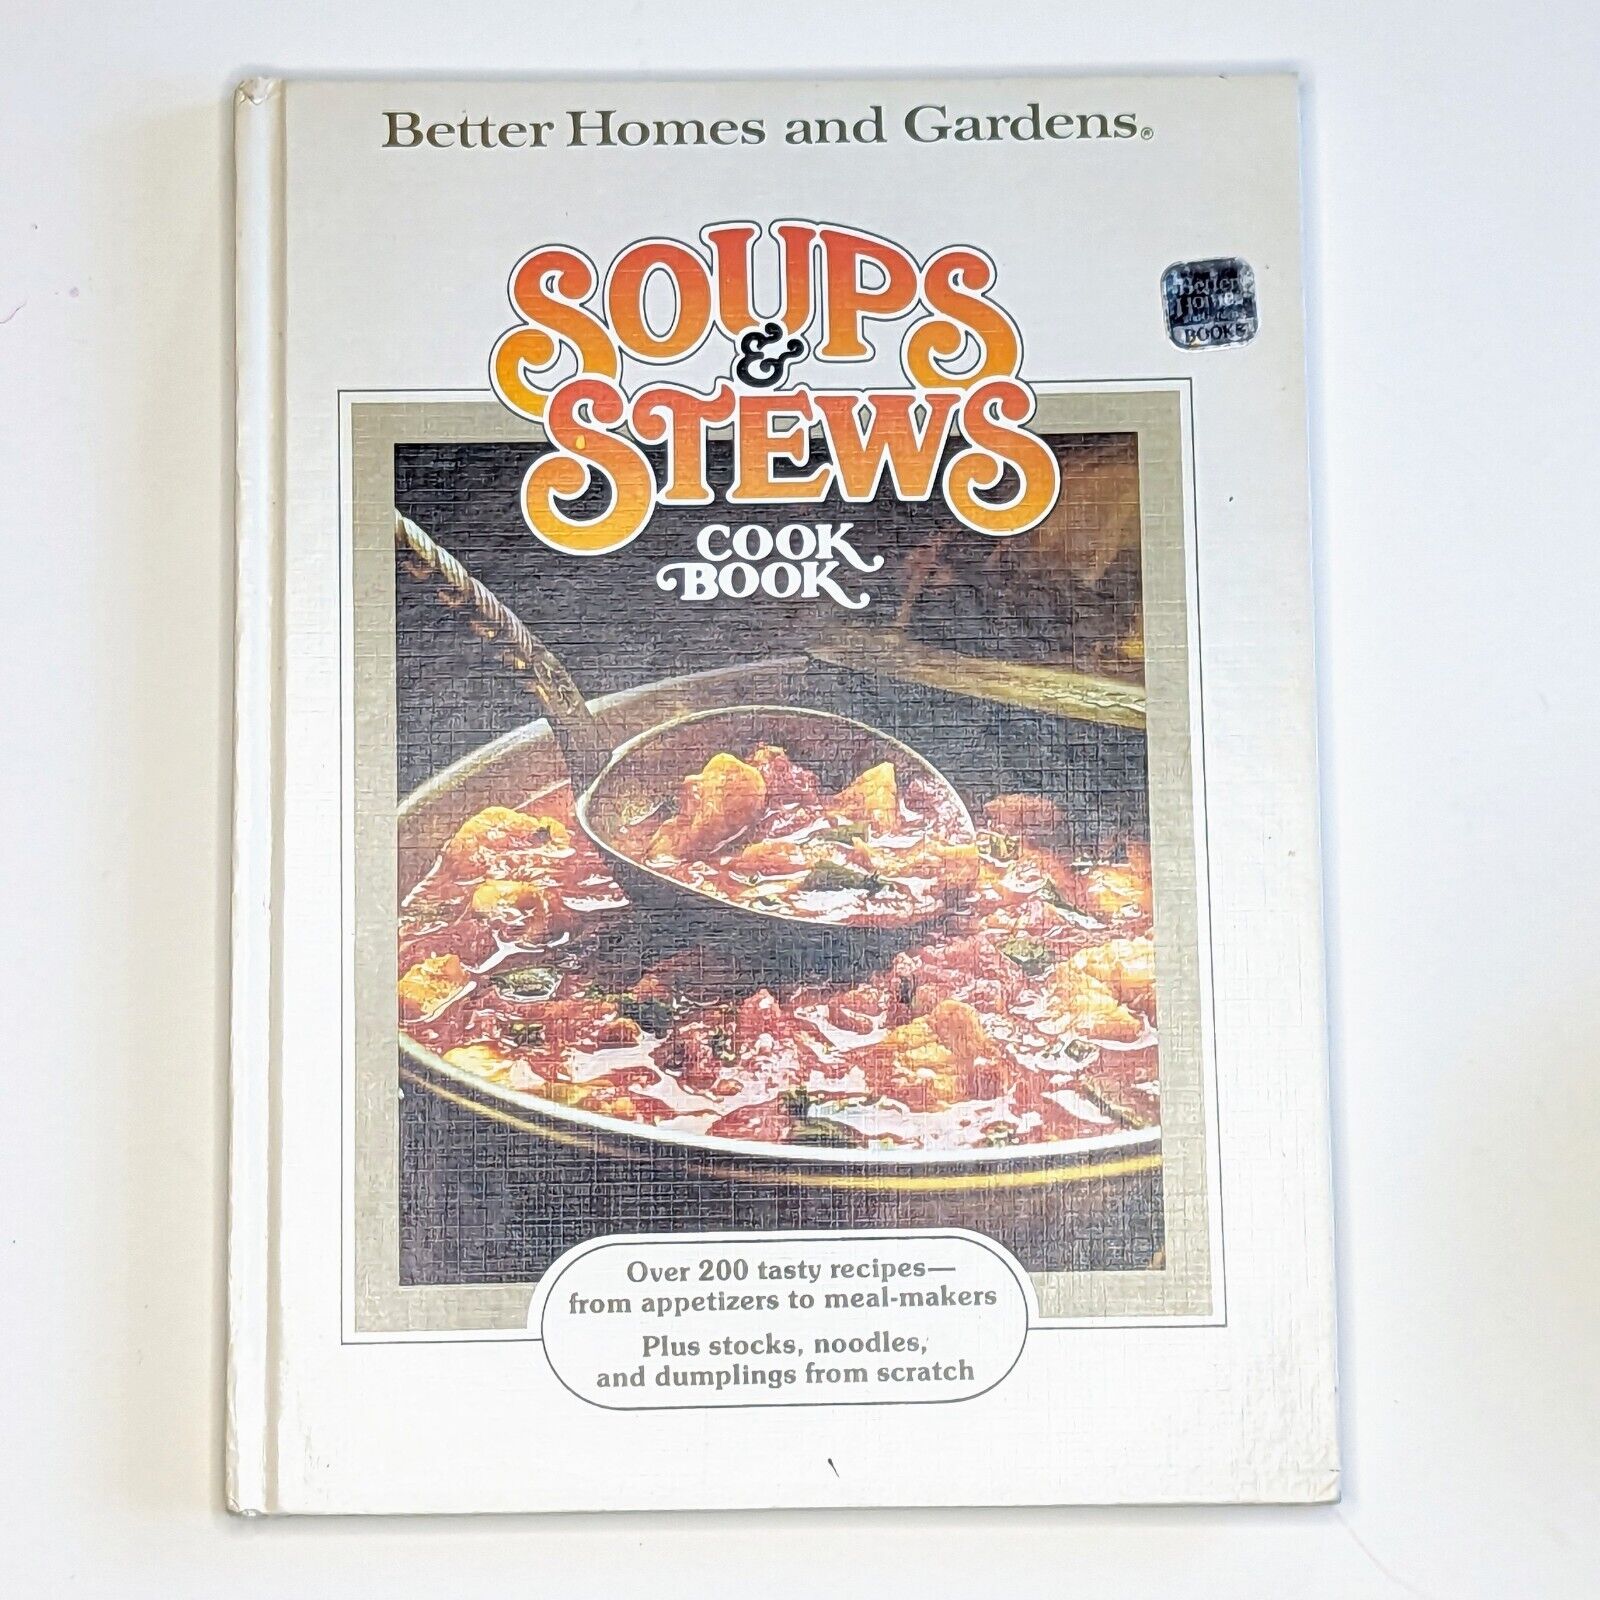 Better Homes and Gardens®
SOUPS
&
STEWS
COOK
BOOK
Better
Homes
BOOKS
Over 200 tasty recipes—
from appetizers to meal-makers
Plus stocks, noodles,
and dumplings from scratch